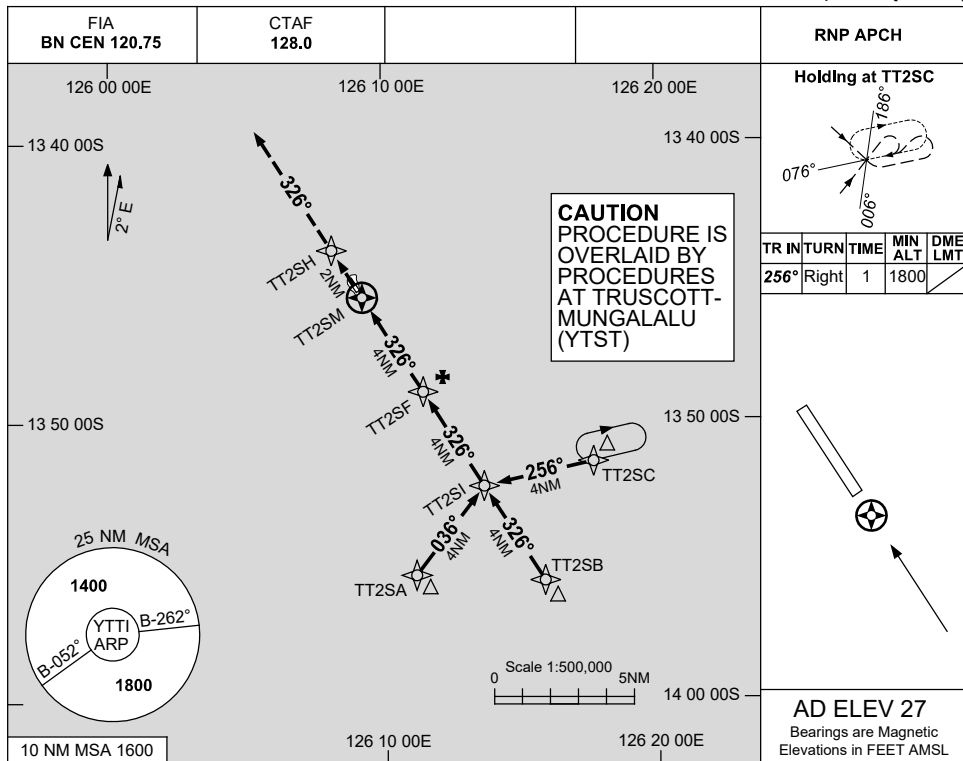 FIA
BN CEN 120.75
CTAF
128.0
RNP APCH
126 00 00E
126 10 00E
126 20 00E
13 40 00S
13 40 00S
2° E
326°
TT2SH
2NM
TT2SM
326°
4NM
TT2SF
CAUTION
PROCEDURE IS
OVERLAID BY
PROCEDURES
AT TRUSCOTT-
MUNGALALU
(YTST)
13 50 00S
13 50 00S
326°
4NM
TT2SI
256°
4NM
TT2SC
036°
4NM
TT2SA
326°
4NM
TT2SB
25 NM MSA
1400
YTTI
ARP
B-262°
B-052°
1800
10 NM MSA 1600
Scale 1:500,000
0
5NM
14 00 00S
126 10 00E
126 20 00E
Holding at TT2SC
186°
076°
006°
TR IN TURN TIME MIN ALT DME LMT
256° Right 1 1800
AD ELEV 27
Bearings are Magnetic
Elevations in FEET AMSL